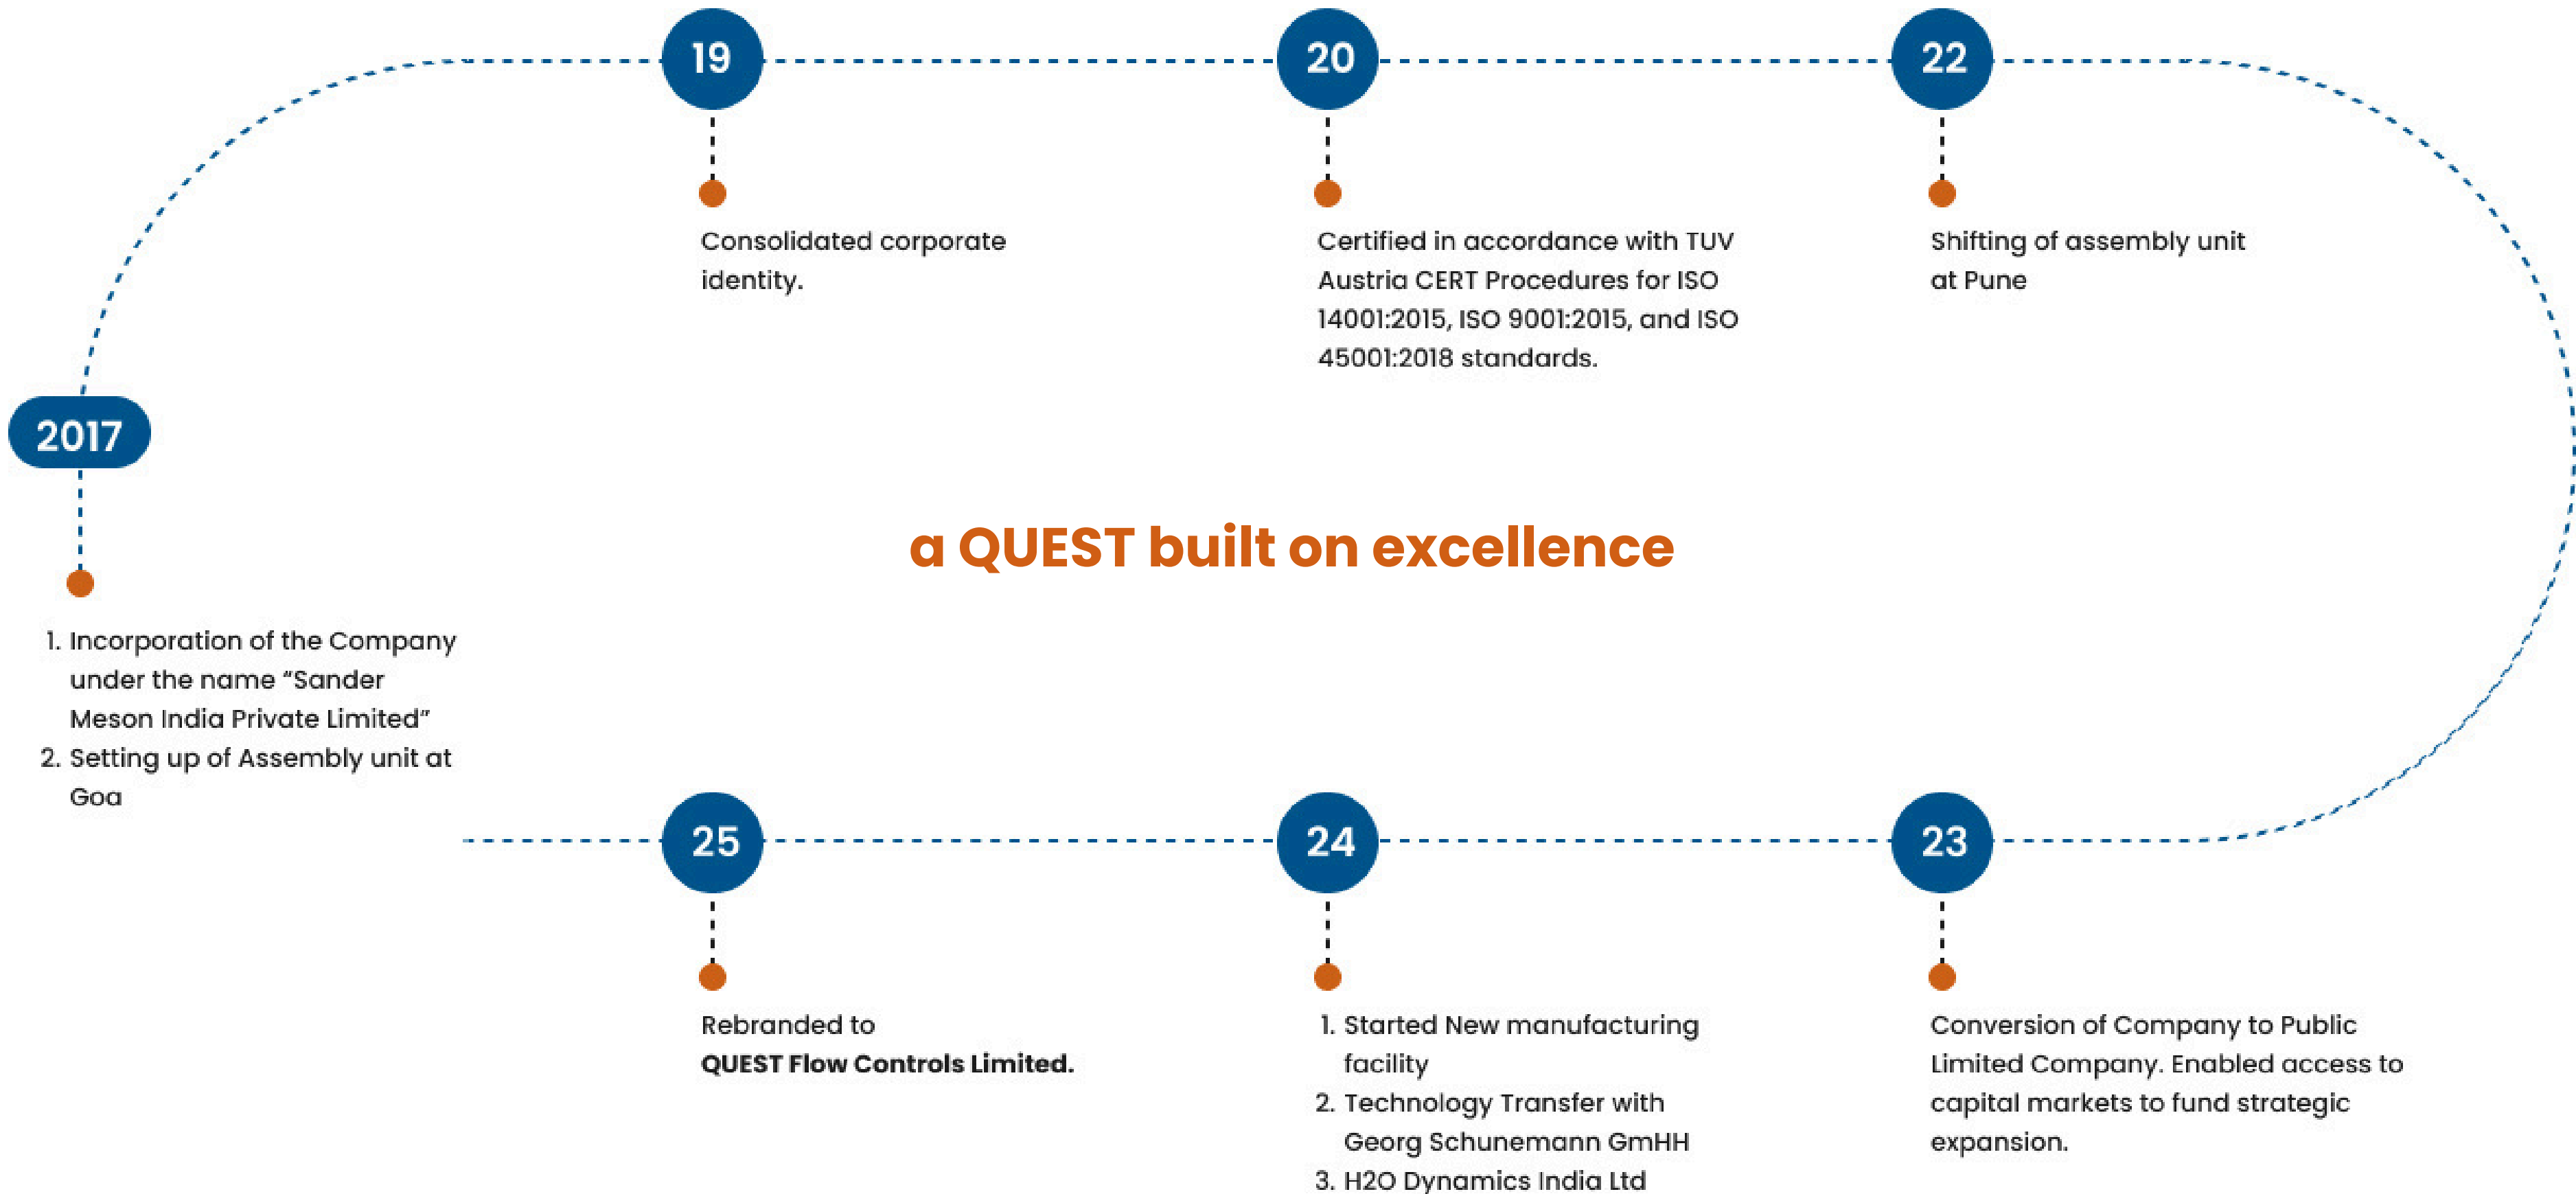 19
20
22
Consolidated corporate
identity.
Certified in accordance with TUV
Austria CERT Procedures for ISO
14001:2015, ISO 9001:2015, and ISO
45001:2018 standards.
Shifting of assembly unit
at Pune
2017
a QUEST built on excellence
1. Incorporation of the Company
under the name “Sander
Meson India Private Limited”
2. Setting up of Assembly unit at
Goa
25
24
23
Rebranded to
QUEST Flow Controls Limited.
1. Started New manufacturing
facility
2. Technology Transfer with
Georg Schunemann GmHH
3. H2O Dynamics India Ltd
Conversion of Company to Public
Limited Company. Enabled access to
capital markets to fund strategic
expansion.